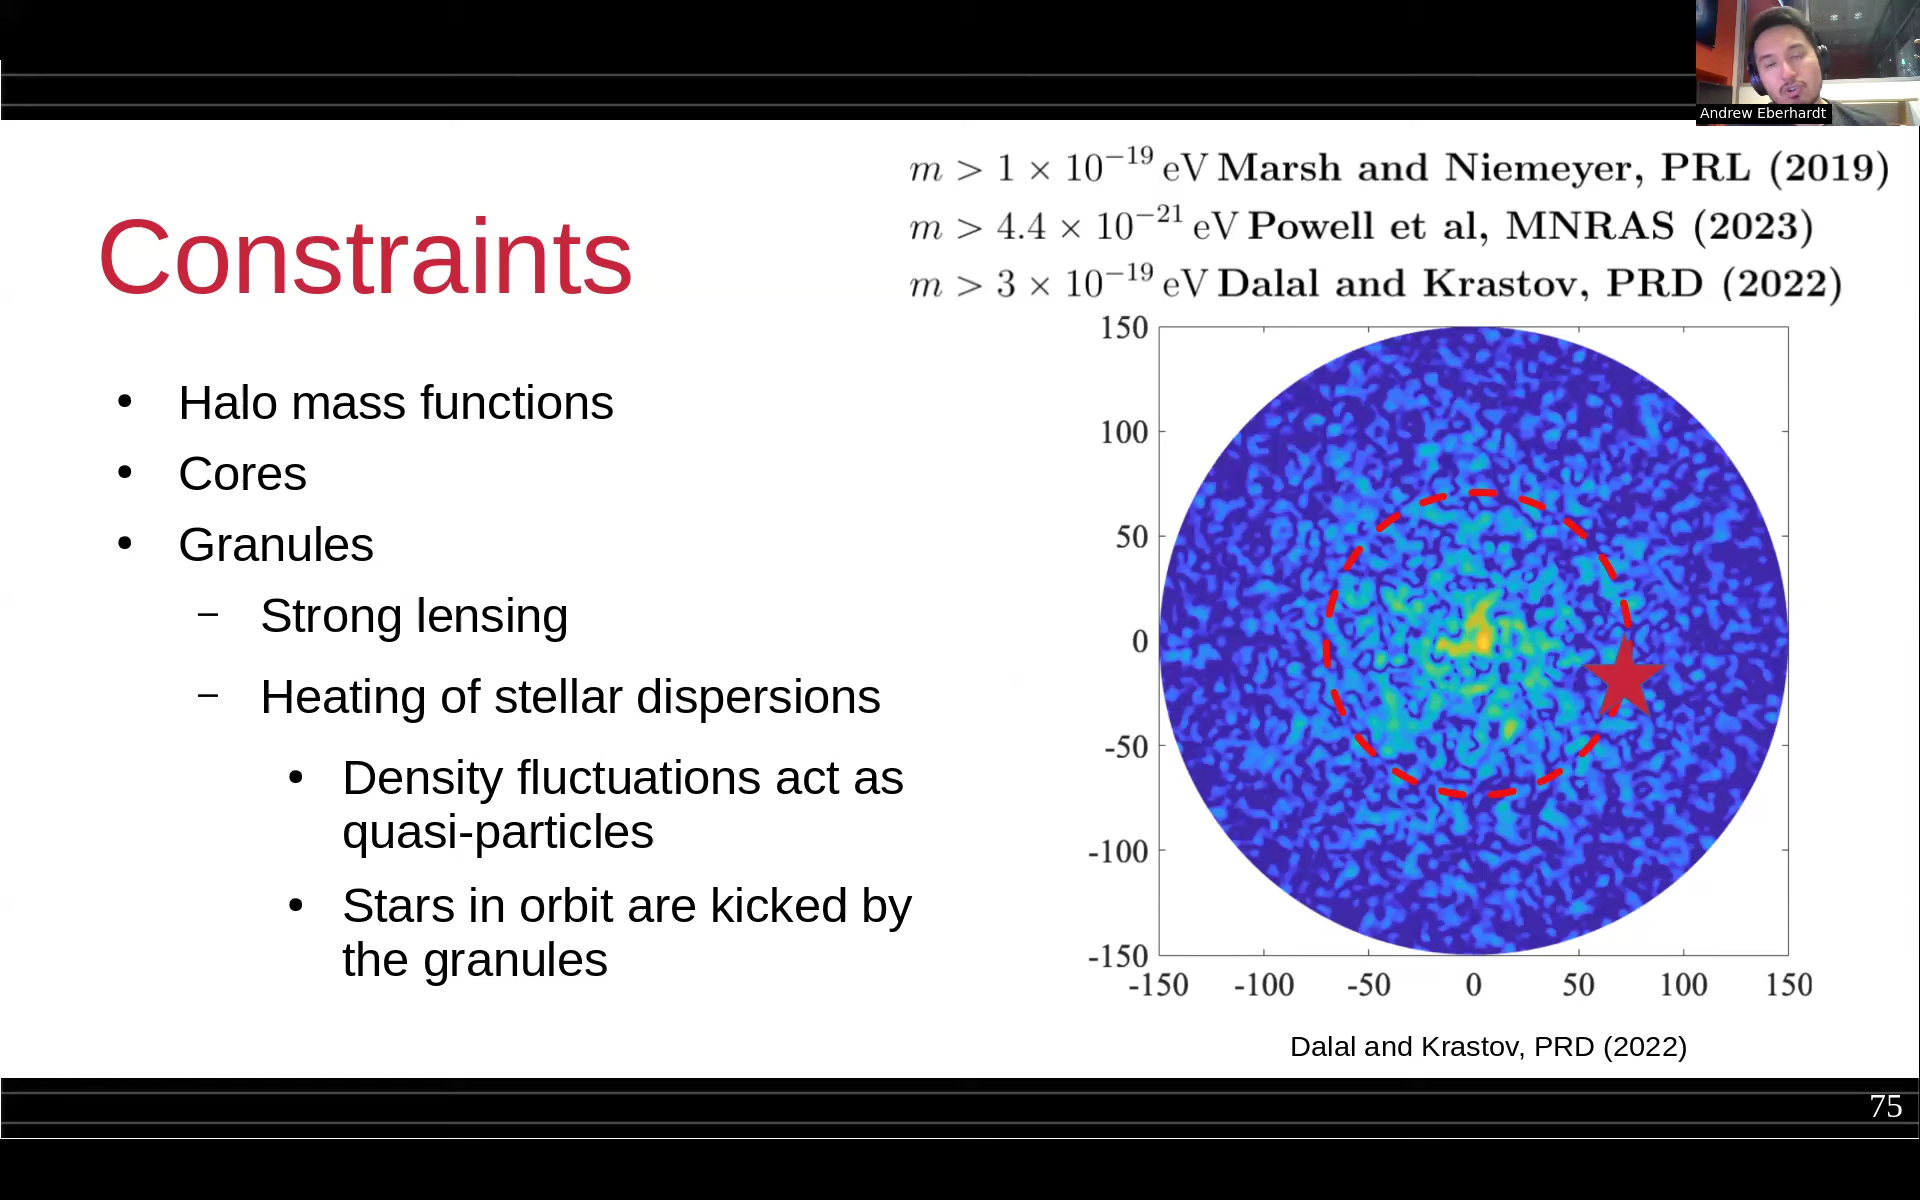 Andrew Eberhardt
m > 1 × 10⁻¹⁹ eV Marsh and Niemeyer, PRL (2019)
m > 4.4 × 10⁻²¹ eV Powell et al, MNRAS (2023)
m > 3 × 10⁻¹⁹ eV Dalal and Krastov, PRD (2022)
Constraints
• Halo mass functions
• Cores
• Granules
– Strong lensing
– Heating of stellar dispersions
• Density fluctuations act as
quasi-particles
• Stars in orbit are kicked by
the granules
150
100
50
0
-50
-100
-150
-150 -100 -50 0 50 100 150
Dalal and Krastov, PRD (2022)
75